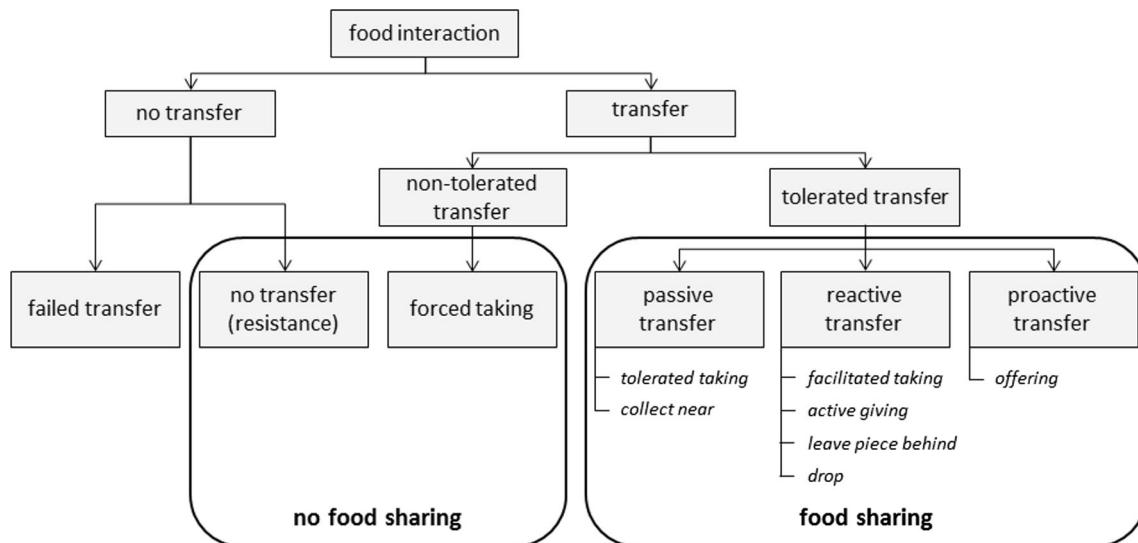 food interaction
no transfer
transfer
non-tolerated
transfer
tolerated transfer
failed transfer
no transfer
(resistance)
forced taking
passive
transfer
reactive
transfer
proactive
transfer
tolerated taking
collect near
facilitated taking
active giving
leave piece behind
drop
offering
no food sharing
food sharing